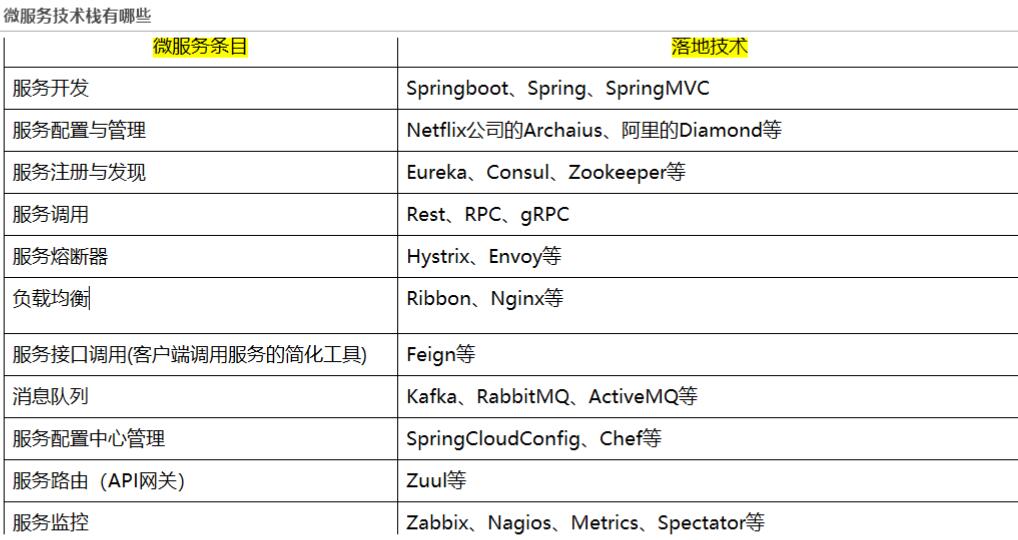 微服务技术栈有哪些
微服务条目 落地技术
服务开发 Springboot、Spring、SpringMVC
服务配置与管理 Netflix公司的Archaius、阿里的Diamond等
服务注册与发现 Eureka、Consul、Zookeeper等
服务调用 Rest、RPC、gRPC
服务熔断器 Hystrix、Envoy等
负载均衡 Ribbon、Nginx等
服务接口调用(客户端调用服务的简化工具) Feign等
消息队列 Kafka、RabbitMQ、ActiveMQ等
服务配置中心管理 SpringCloudConfig、Chef等
服务路由（API网关） Zuul等
服务监控 Zabbix、Nagios、Metrics、Spectator等